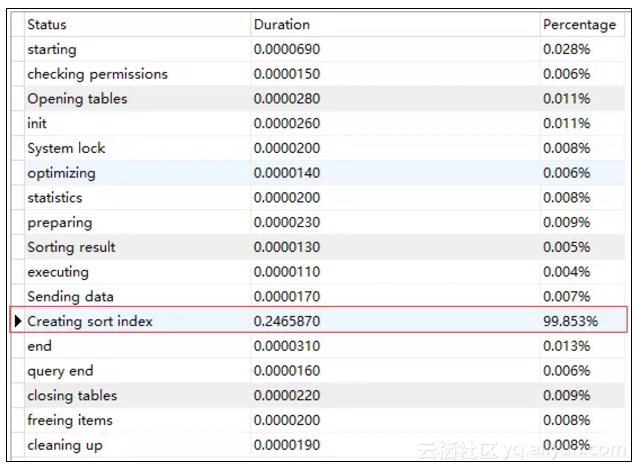 Status Duration Percentage
starting 0.0000690 0.028%
checking permissions 0.0000150 0.006%
Opening tables 0.0000280 0.011%
init 0.0000260 0.011%
System lock 0.0000200 0.008%
optimizing 0.0000140 0.006%
statistics 0.0000200 0.008%
preparing 0.0000230 0.009%
Sorting result 0.0000130 0.005%
executing 0.0000110 0.004%
Sending data 0.0000170 0.007%
Creating sort index 0.2465870 99.853%
end 0.0000310 0.013%
query end 0.0000160 0.006%
closing tables 0.0000220 0.009%
freeing items 0.0000200 0.008%
cleaning up 0.0000190 0.008%
云栖社区 yq.aliyun.com